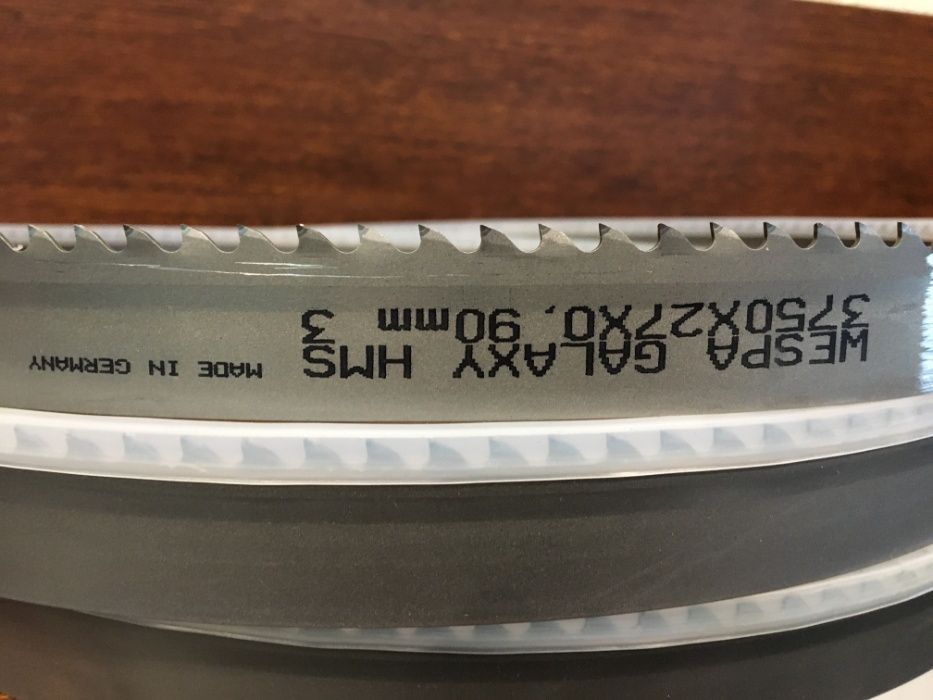 WESPA GALAXY HMS
3750X27X0.90mm 3
MADE IN GERMANY